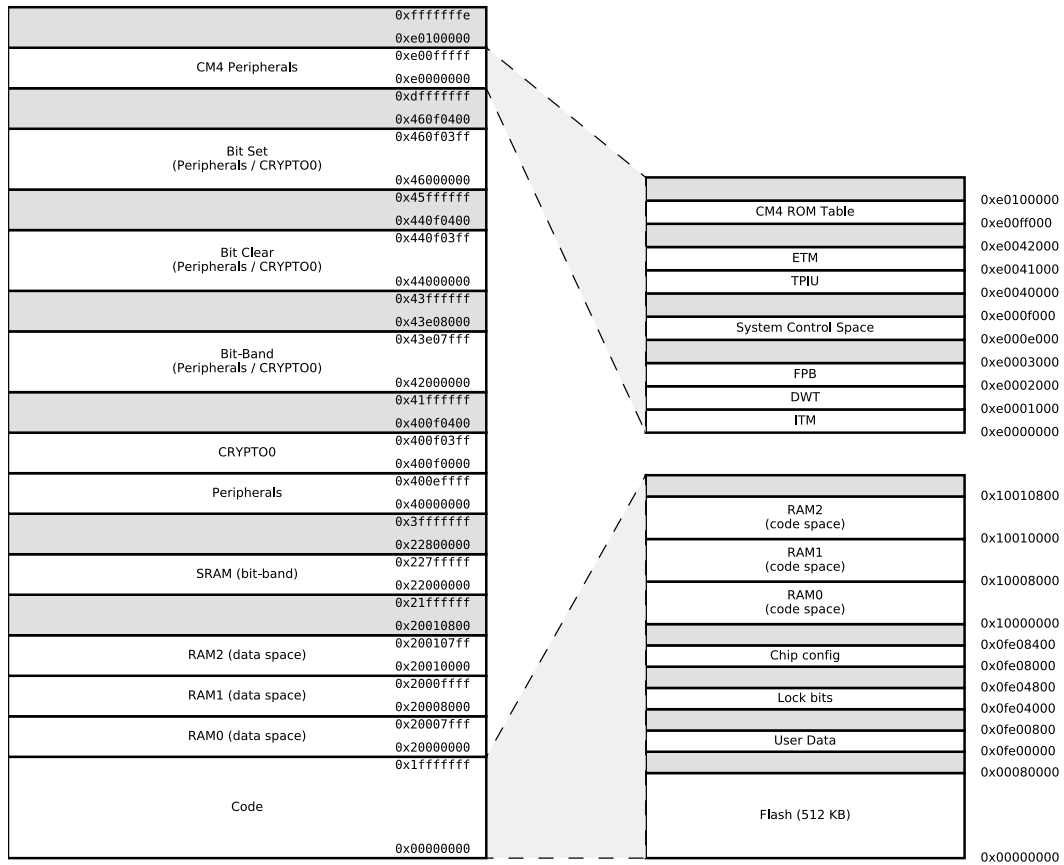 0xfffffffe
0xe0100000
0xe00fffff
CM4 Peripherals
0xe0000000
0xdfffffff
0x460f0400
0x460f03ff
Bit Set
(Peripherals / CRYPTO0)
0x46000000
0x45ffffff
0x440f0400
0x440f03ff
Bit Clear
(Peripherals / CRYPTO0)
0x44000000
0x43ffffff
0x43e08000
0x43e07fff
Bit-Band
(Peripherals / CRYPTO0)
0x42000000
0x41ffffff
0x400f0400
0x400f03ff
CRYPTO0
0x400f0000
0x400effff
Peripherals
0x40000000
0x3fffffff
0x22800000
0x227fffff
SRAM (bit-band)
0x22000000
0x21ffffff
0x20010800
0x200107ff
RAM2 (data space)
0x20010000
0x2000ffff
RAM1 (data space)
0x20008000
0x20007fff
RAM0 (data space)
0x20000000
0x1fffffff
Code
0x00000000
0xe0100000
CM4 ROM Table
0xe00ff000
0xe0042000
ETM
0xe0041000
TPIU
0xe0040000
0xe000f000
System Control Space
0xe000e000
0xe0003000
FPB
0xe0002000
DWT
0xe0001000
ITM
0xe0000000
0x10010800
RAM2
(code space)
0x10010000
RAM1
(code space)
0x10008000
RAM0
(code space)
0x10000000
0x0fe08400
Chip config
0x0fe08000
0x0fe04800
Lock bits
0x0fe04000
0x0fe00800
User Data
0x0fe00000
0x00080000
Flash (512 KB)
0x00000000